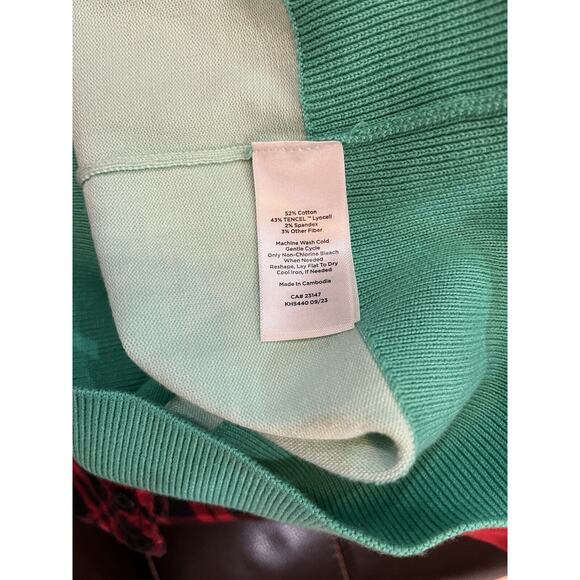 52% Cotton
43% TENCEL™ Lyocell
2% Spandex
3% Other Fiber
Machine Wash Cold
Gentle Cycle
Only Non-Chlorine Bleach
When Needed
Reshape, Lay Flat To Dry
Cool Iron, If Needed
Made In Cambodia
CA# 23147
KH5440 09/23